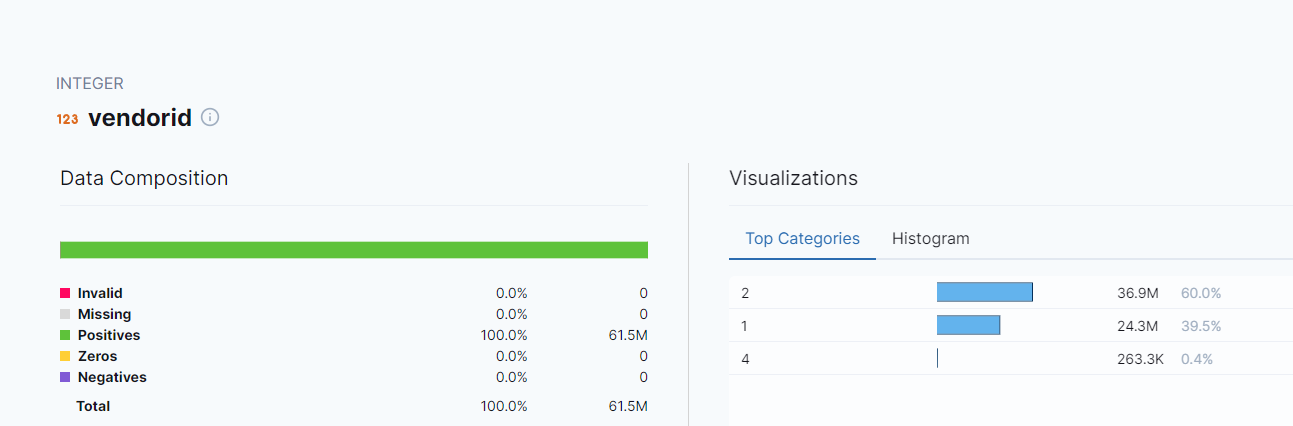 INTEGER
123 vendorid
Data Composition
Invalid 0.0% 0
Missing 0.0% 0
Positives 100.0% 61.5M
Zeros 0.0% 0
Negatives 0.0% 0
Total 100.0% 61.5M
Visualizations
Top Categories Histogram
2 36.9M 60.0%
1 24.3M 39.5%
4 263.3K 0.4%